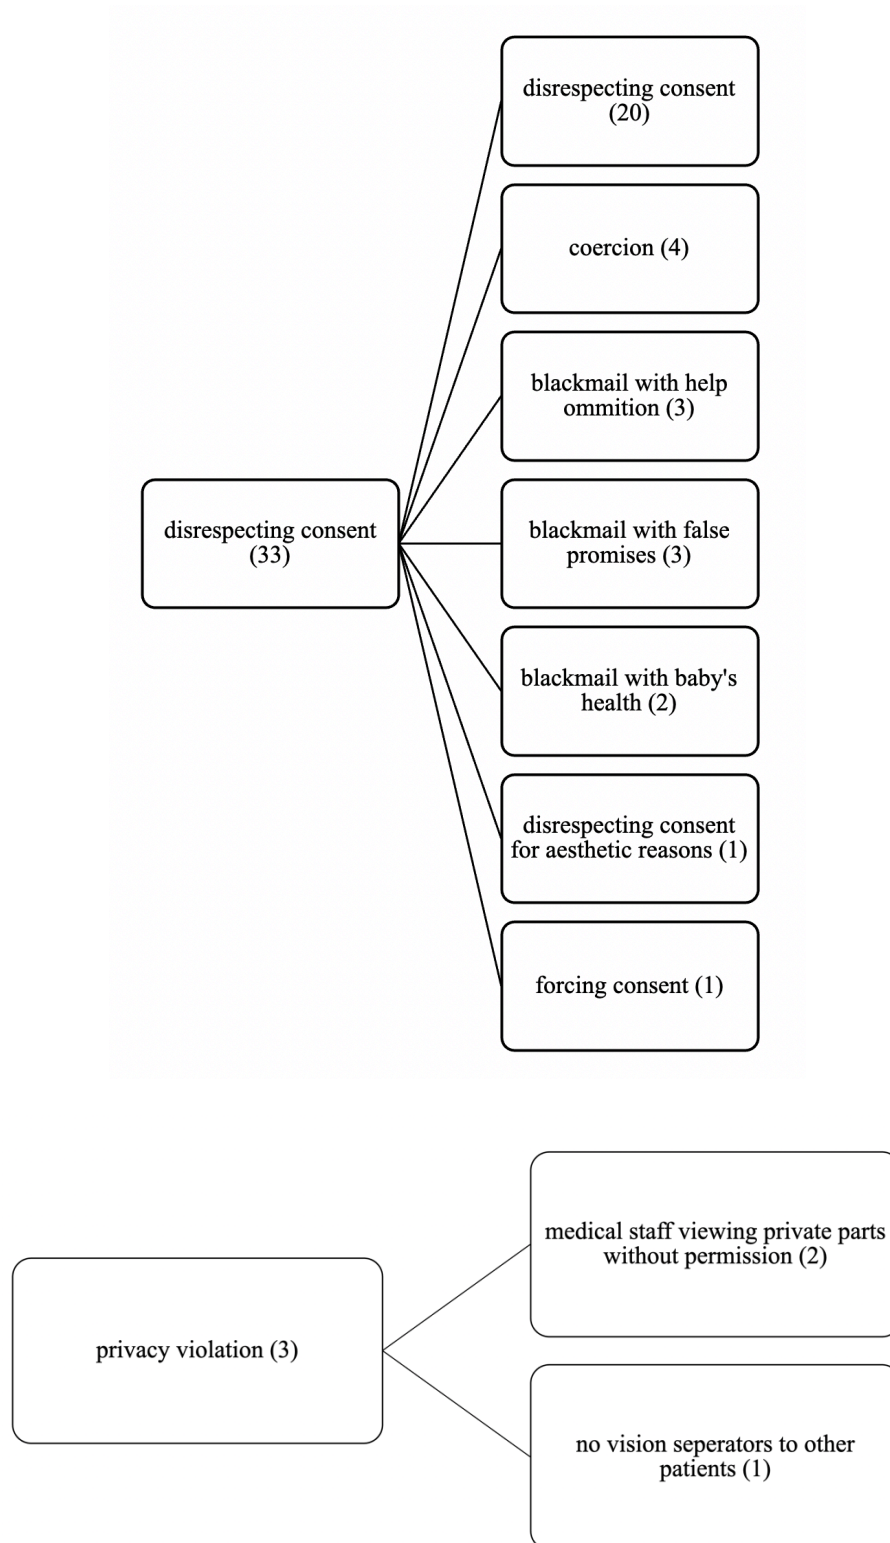 disrespecting consent
(20)
coercion (4)
blackmail with help
ommition (3)
disrespecting consent
(33)
blackmail with false
promises (3)
blackmail with baby's
health (2)
disrespecting consent
for aesthetic reasons (1)
forcing consent (1)
medical staff viewing private parts
without permission (2)
privacy violation (3)
no vision seperators to other
patients (1)